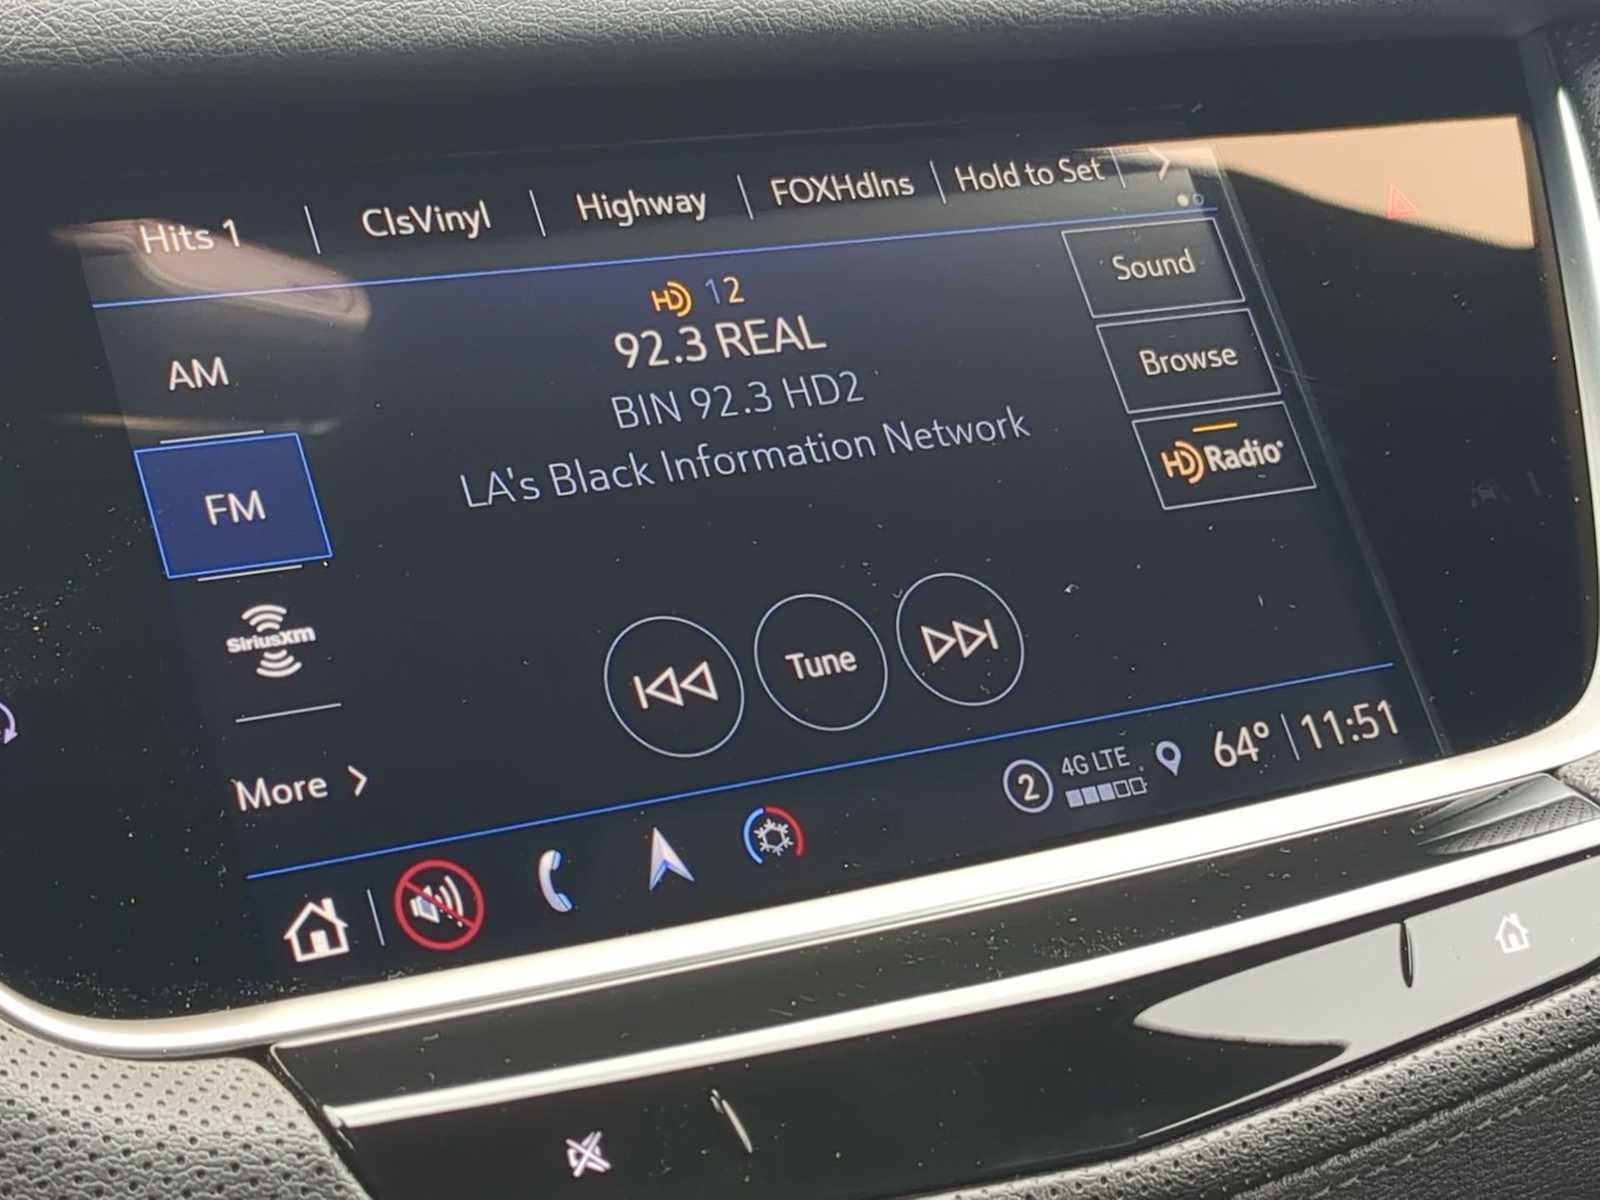 Hits 1 | ClsVinyl | Highway | FOXHdlns | Hold to Set >
HD 12
92.3 REAL
BIN 92.3 HD2
LA's Black Information Network
Sound
Browse
HD Radio
AM
FM
SiriusXm
Tune
More >
2 4G LTE 64° | 11:51